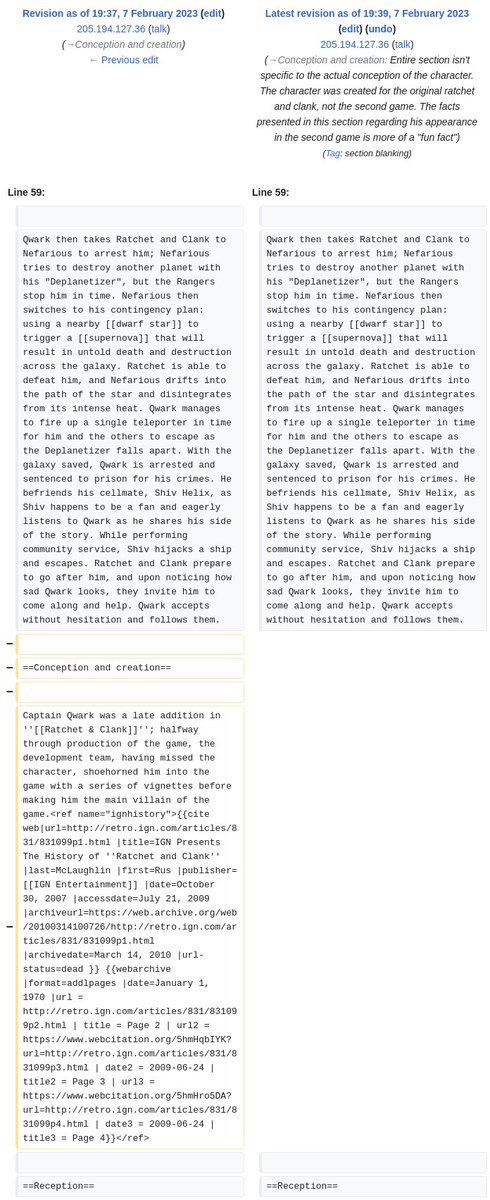 Revision as of 19:37, 7 February 2023 (edit)
205.194.127.36 (talk)
(→Conception and creation)
← Previous edit
Latest revision as of 19:39, 7 February 2023
(edit) (undo)
205.194.127.36 (talk)
(→Conception and creation: Entire section isn't
specific to the actual conception of the character.
The character was created for the original ratchet
and clank, not the second game. The facts
presented in this section regarding his appearance
in the second game is more of a "fun fact")
(Tag: section blanking)
Line 59:
Line 59:
Qwark then takes Ratchet and Clank to
Nefarious to arrest him; Nefarious
tries to destroy another planet with
his "Deplanetizer", but the Rangers
stop him in time. Nefarious then
switches to his contingency plan:
using a nearby [[dwarf star]] to
trigger a [[supernova]] that will
result in untold death and destruction
across the galaxy. Ratchet is able to
defeat him, and Nefarious drifts into
the path of the star and disintegrates
from its intense heat. Qwark manages
to fire up a single teleporter in time
for him and the others to escape as
the Deplanetizer falls apart. With the
galaxy saved, Qwark is arrested and
sentenced to prison for his crimes. He
befriends his cellmate, Shiv Helix, as
Shiv happens to be a fan and eagerly
listens to Qwark as he shares his side
of the story. While performing
community service, Shiv hijacks a ship
and escapes. Ratchet and Clank prepare
to go after him, and upon noticing how
sad Qwark looks, they invite him to
come along and help. Qwark accepts
without hesitation and follows them.
Qwark then takes Ratchet and Clank to
Nefarious to arrest him; Nefarious
tries to destroy another planet with
his "Deplanetizer", but the Rangers
stop him in time. Nefarious then
switches to his contingency plan:
using a nearby [[dwarf star]] to
trigger a [[supernova]] that will
result in untold death and destruction
across the galaxy. Ratchet is able to
defeat him, and Nefarious drifts into
the path of the star and disintegrates
from its intense heat. Qwark manages
to fire up a single teleporter in time
for him and the others to escape as
the Deplanetizer falls apart. With the
galaxy saved, Qwark is arrested and
sentenced to prison for his crimes. He
befriends his cellmate, Shiv Helix, as
Shiv happens to be a fan and eagerly
listens to Qwark as he shares his side
of the story. While performing
community service, Shiv hijacks a ship
and escapes. Ratchet and Clank prepare
to go after him, and upon noticing how
sad Qwark looks, they invite him to
come along and help. Qwark accepts
without hesitation and follows them.
−
− ==Conception and creation==
−
Captain Qwark was a late addition in
''[[Ratchet & Clank]]''; halfway
through production of the game, the
development team, having missed the
character, shoehorned him into the
game with a series of vignettes before
making him the main villain of the
game.<ref name="ignhistory">{{cite
web|url=http://retro.ign.com/articles/8
31/831099p1.html |title=IGN Presents
The History of ''Ratchet and Clank''
|last=McLaughlin |first=Rus |publisher=
[[IGN Entertainment]] |date=October
30, 2007 |accessdate=July 21, 2009
|archiveurl=https://web.archive.org/web
− /20100314100726/http://retro.ign.com/ar
ticles/831/831099p1.html
|archivedate=March 14, 2010 |url-
status=dead }} {{webarchive
|format=addlpages |date=January 1,
1970 |url =
http://retro.ign.com/articles/831/83109
9p2.html | title = Page 2 | url2 =
https://www.webcitation.org/5hmHqbIYK?
url=http://retro.ign.com/articles/831/8
31099p3.html | date2 = 2009-06-24 |
title2 = Page 3 | url3 =
https://www.webcitation.org/5hmHro5DA?
url=http://retro.ign.com/articles/831/8
31099p4.html | date3 = 2009-06-24 |
title3 = Page 4}}</ref>
==Reception==
==Reception==